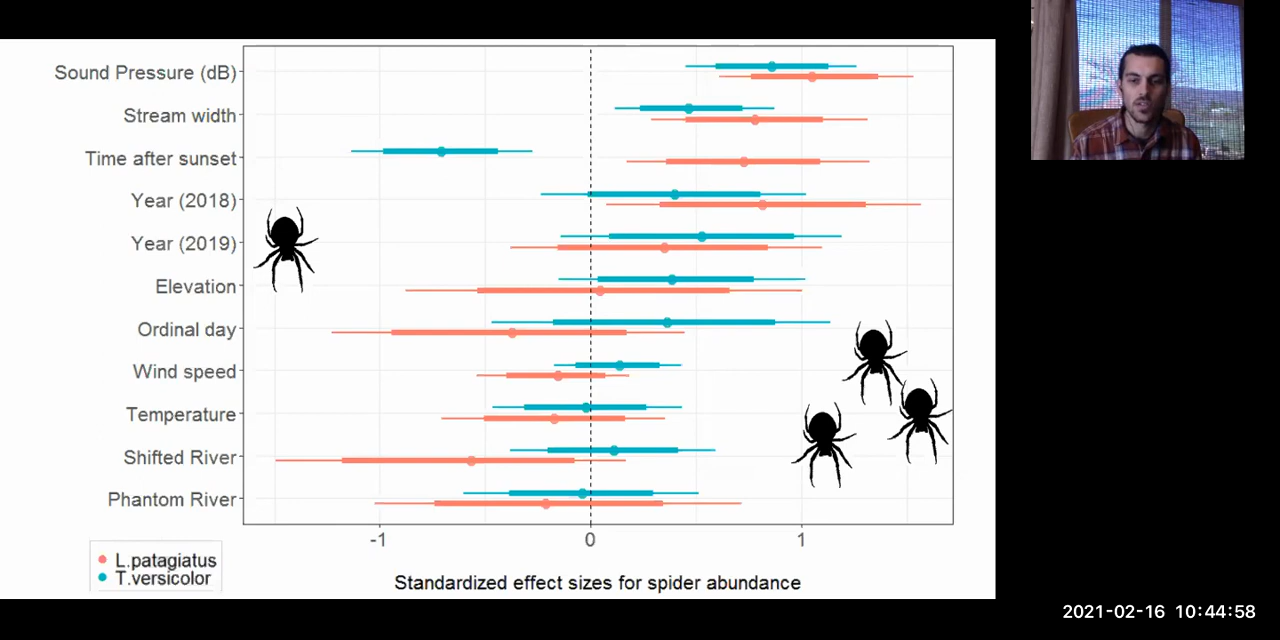 Sound Pressure (dB)
Stream width
Time after sunset
Year (2018)
Year (2019)
Elevation
Ordinal day
Wind speed
Temperature
Shifted River
Phantom River
-1 0 1
L.patagiatus
T.versicolor
Standardized effect sizes for spider abundance
2021-02-16 10:44:58